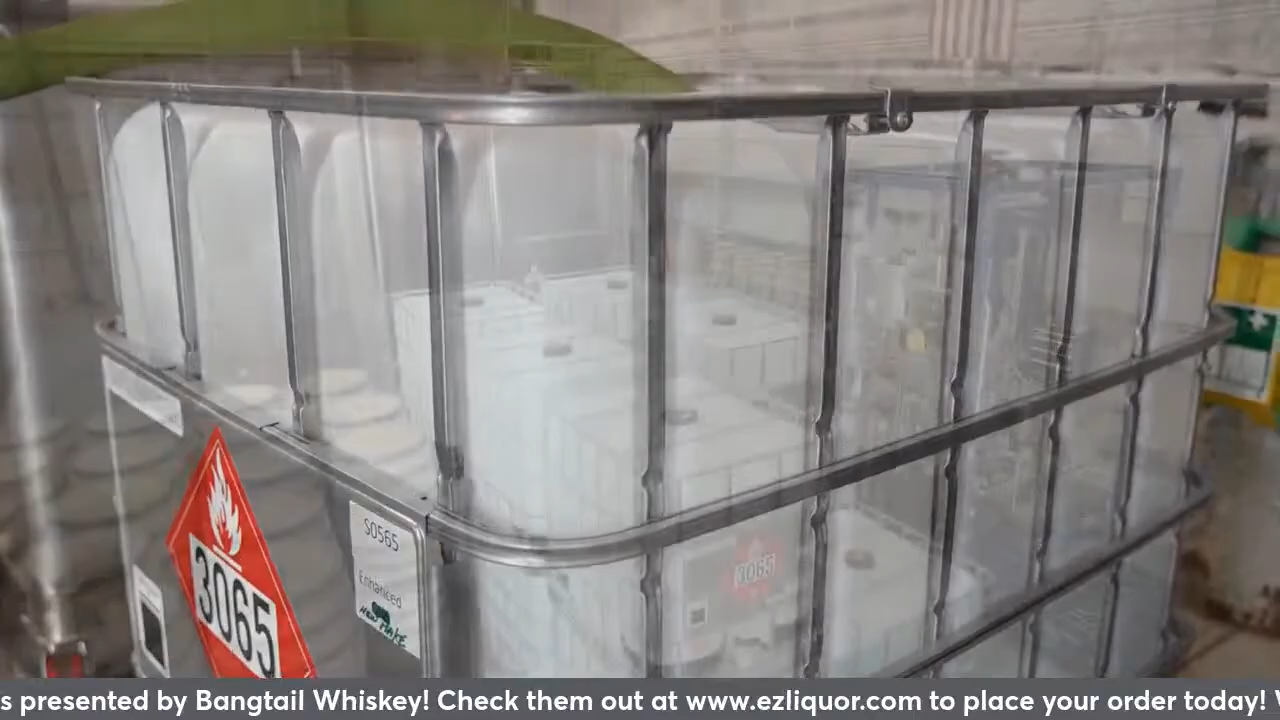 S0565
Enhanced
3065
3065
s presented by Bangtail Whiskey! Check them out at www.ezliquor.com to place your order today!